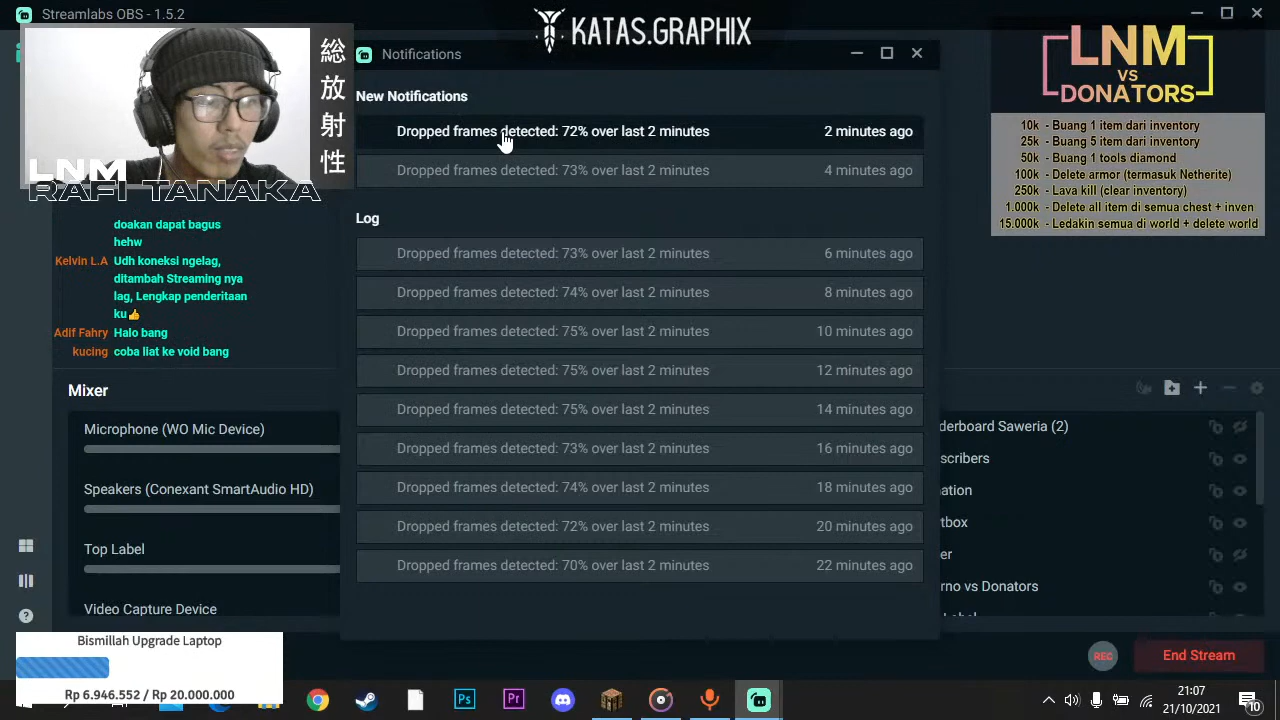 Streamlabs OBS - 1.5.2
KATAS.GRAPHIX
Notifications
LNM
VS
DONATORS
総
放
射
性
LNM
RAFI TANAKA
New Notifications
Dropped frames detected: 72% over last 2 minutes 2 minutes ago
Dropped frames detected: 73% over last 2 minutes 4 minutes ago
Log
Dropped frames detected: 73% over last 2 minutes 6 minutes ago
Dropped frames detected: 74% over last 2 minutes 8 minutes ago
Dropped frames detected: 75% over last 2 minutes 10 minutes ago
Dropped frames detected: 75% over last 2 minutes 12 minutes ago
Dropped frames detected: 75% over last 2 minutes 14 minutes ago
Dropped frames detected: 73% over last 2 minutes 16 minutes ago
Dropped frames detected: 74% over last 2 minutes 18 minutes ago
Dropped frames detected: 72% over last 2 minutes 20 minutes ago
Dropped frames detected: 70% over last 2 minutes 22 minutes ago
10k - Buang 1 item dari inventory
25k - Buang 5 item dari inventory
50k - Buang 1 tools diamond
100k - Delete armor (termasuk Netherite)
250k - Lava kill (clear inventory)
1.000k - Delete all item di semua chest + inven
15.000k - Ledakin semua di world + delete world
doakan dapat bagus
hehw
Kelvin L.A Udh koneksi ngelag,
ditambah Streaming nya
lag, Lengkap penderitaan
ku👍
Adif Fahry Halo bang
kucing coba liat ke void bang
Mixer
Microphone (WO Mic Device)
Speakers (Conexant SmartAudio HD)
Top Label
Video Capture Device
derboard Saweria (2)
scribers
nation
tbox
er
rno vs Donators
REC
End Stream
Bismillah Upgrade Laptop
Rp 6.946.552 / Rp 20.000.000
Ps
Pr
21:07
21/10/2021
10